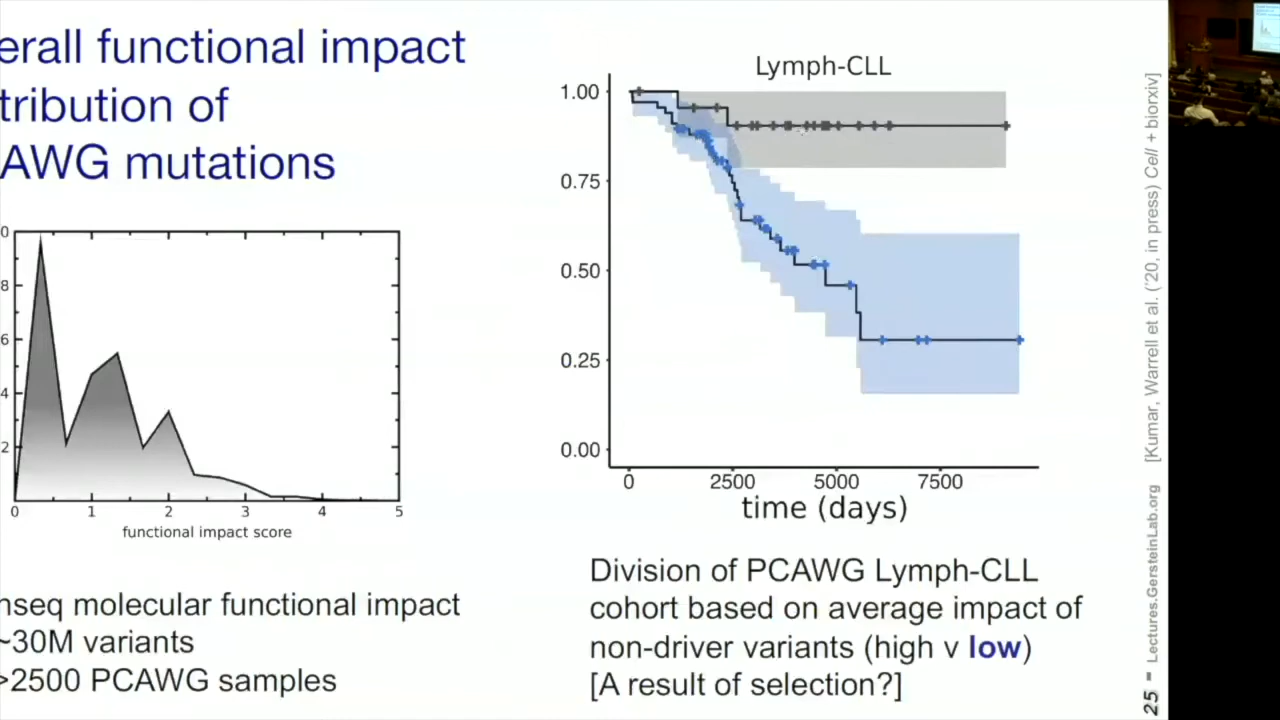 erall functional impact
tribution of
AWG mutations
0
8
6
4
2
0 1 2 3 4 5
functional impact score
nseq molecular functional impact
~30M variants
>2500 PCAWG samples
Lymph-CLL
1.00
0.75
0.50
0.25
0.00
0 2500 5000 7500
time (days)
Division of PCAWG Lymph-CLL
cohort based on average impact of
non-driver variants (high v low)
[A result of selection?]
25 - Lectures.GersteinLab.org [Kumar, Warrell et al. ('20, in press) Cell + biorxiv]